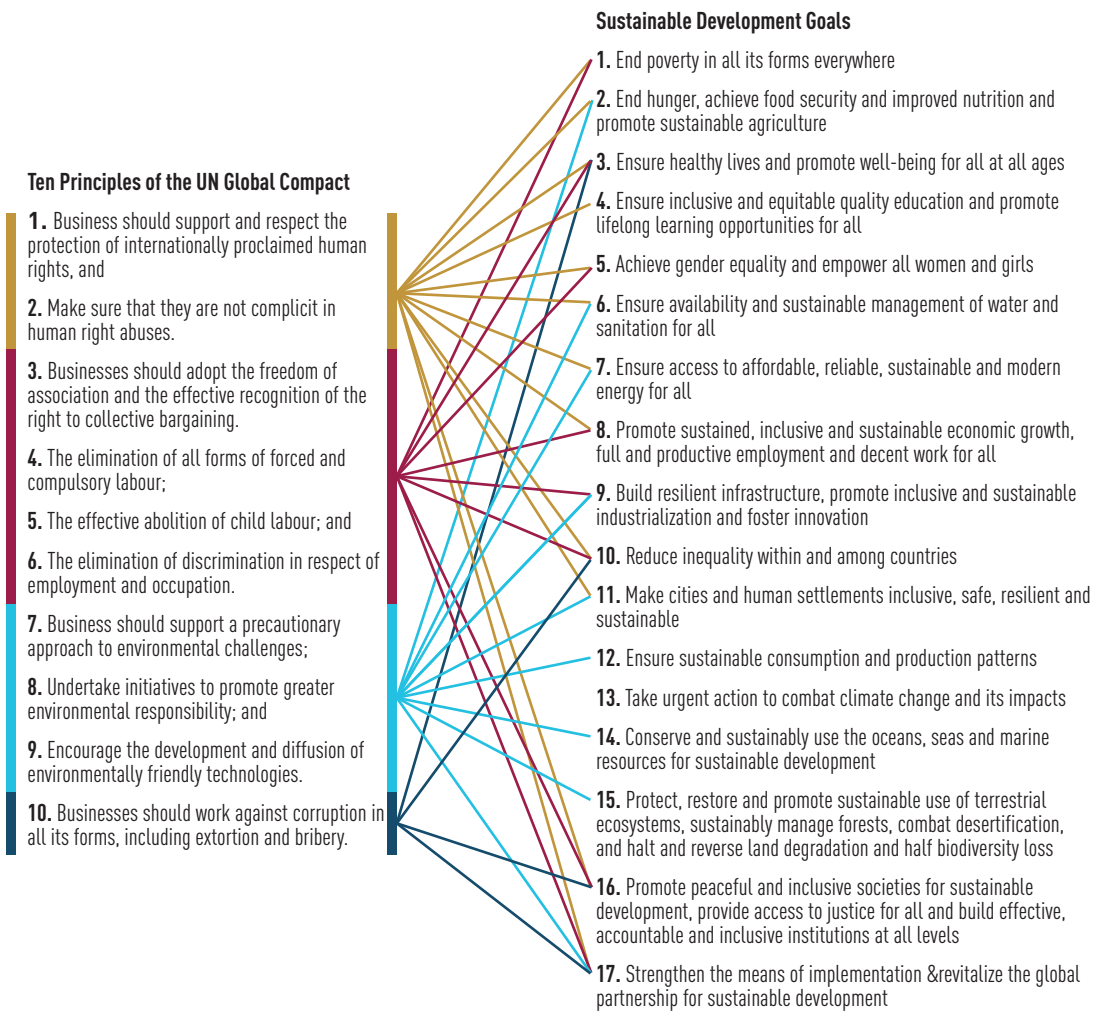 Ten Principles of the UN Global Compact
1. Business should support and respect the
protection of internationally proclaimed human
rights, and
2. Make sure that they are not complicit in
human right abuses.
3. Businesses should adopt the freedom of
association and the effective recognition of the
right to collective bargaining.
4. The elimination of all forms of forced and
compulsory labour;
5. The effective abolition of child labour; and
6. The elimination of discrimination in respect of
employment and occupation.
7. Business should support a precautionary
approach to environmental challenges;
8. Undertake initiatives to promote greater
environmental responsibility; and
9. Encourage the development and diffusion of
environmentally friendly technologies.
10. Businesses should work against corruption in
all its forms, including extortion and bribery.
Sustainable Development Goals
1. End poverty in all its forms everywhere
2. End hunger, achieve food security and improved nutrition and
promote sustainable agriculture
3. Ensure healthy lives and promote well-being for all at all ages
4. Ensure inclusive and equitable quality education and promote
lifelong learning opportunities for all
5. Achieve gender equality and empower all women and girls
6. Ensure availability and sustainable management of water and
sanitation for all
7. Ensure access to affordable, reliable, sustainable and modern
energy for all
8. Promote sustained, inclusive and sustainable economic growth,
full and productive employment and decent work for all
9. Build resilient infrastructure, promote inclusive and sustainable
industrialization and foster innovation
10. Reduce inequality within and among countries
11. Make cities and human settlements inclusive, safe, resilient and
sustainable
12. Ensure sustainable consumption and production patterns
13. Take urgent action to combat climate change and its impacts
14. Conserve and sustainably use the oceans, seas and marine
resources for sustainable development
15. Protect, restore and promote sustainable use of terrestrial
ecosystems, sustainably manage forests, combat desertification,
and halt and reverse land degradation and half biodiversity loss
16. Promote peaceful and inclusive societies for sustainable
development, provide access to justice for all and build effective,
accountable and inclusive institutions at all levels
17. Strengthen the means of implementation &revitalize the global
partnership for sustainable development